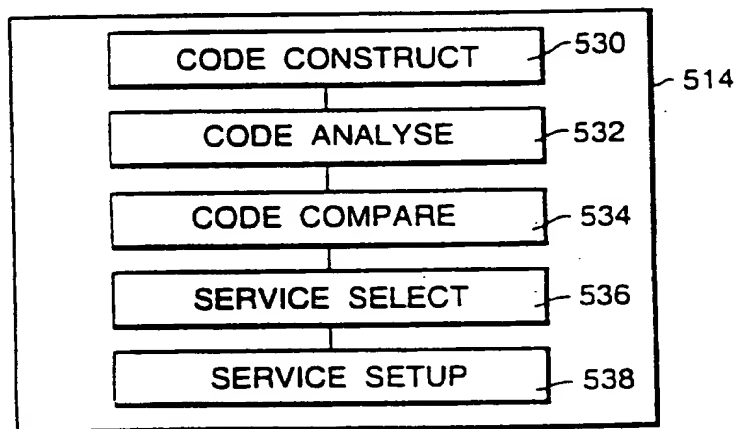 CODE CONSTRUCT 530
514
CODE ANALYSE 532
CODE COMPARE 534
SERVICE SELECT 536
SERVICE SETUP 538